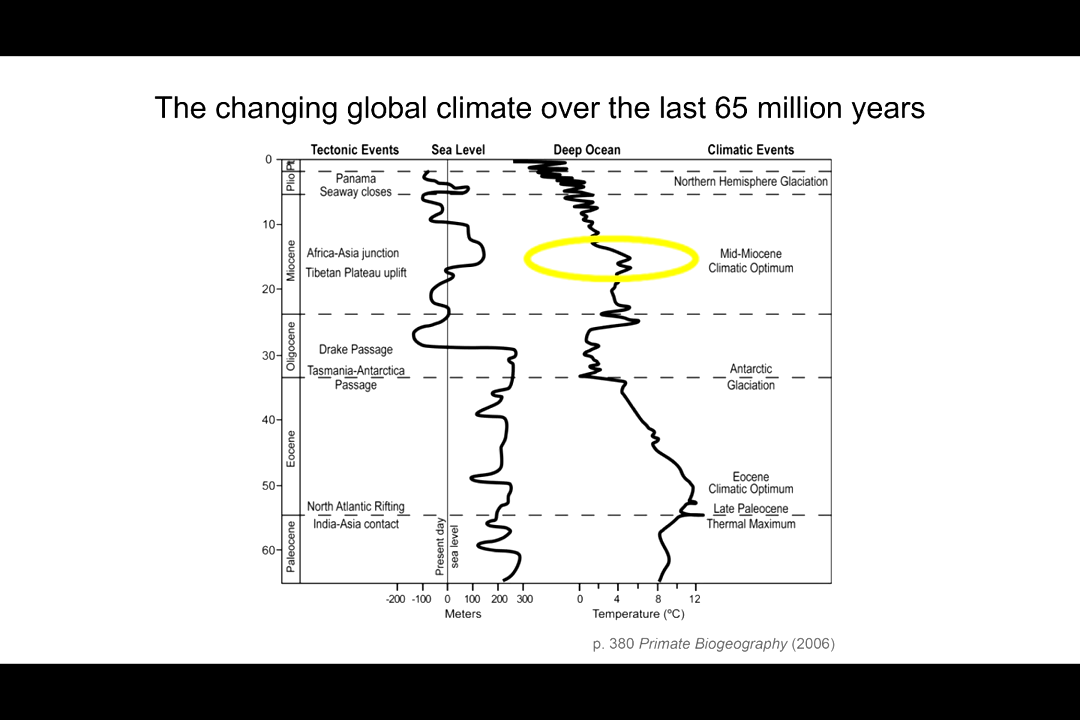 The changing global climate over the last 65 million years
Tectonic Events
Sea Level
Deep Ocean
Climatic Events
0
10
20
30
40
50
60
Plio
Pt
Miocene
Oligocene
Eocene
Paleocene
Panama
Seaway closes
Africa-Asia junction
Tibetan Plateau uplift
Drake Passage
Tasmania-Antarctica
Passage
North Atlantic Rifting
India-Asia contact
Present day
sea level
Northern Hemisphere Glaciation
Mid-Miocene
Climatic Optimum
Antarctic
Glaciation
Eocene
Climatic Optimum
Late Paleocene
Thermal Maximum
-200 -100 0 100 200 300
Meters
0 4 8 12
Temperature (ºC)
p. 380 Primate Biogeography (2006)